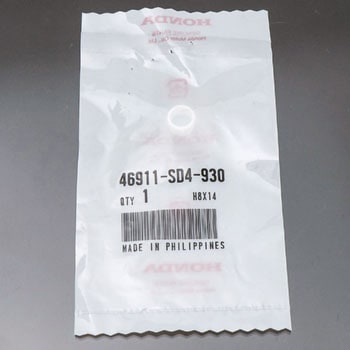 HONDA
46911-SD4-930
QTY 1 H8X14
MADE IN PHILIPPINES
HONDA